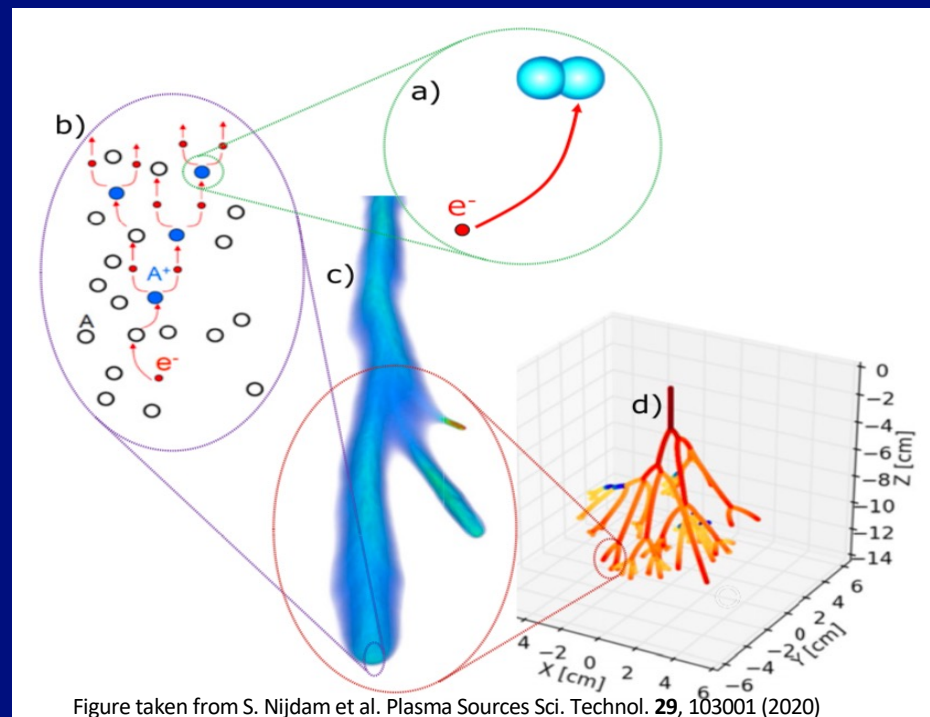 a)
b)
e⁻
c)
A⁺
A
e⁻
d)
0
−2
−4
−6
−8
−10
−12
−14
Z [cm]
4 −2 0 2 4 6
X [cm]
−6 −4 −2 0 2 4 6
Y [cm]
Figure taken from S. Nijdam et al. Plasma Sources Sci. Technol. 29, 103001 (2020)